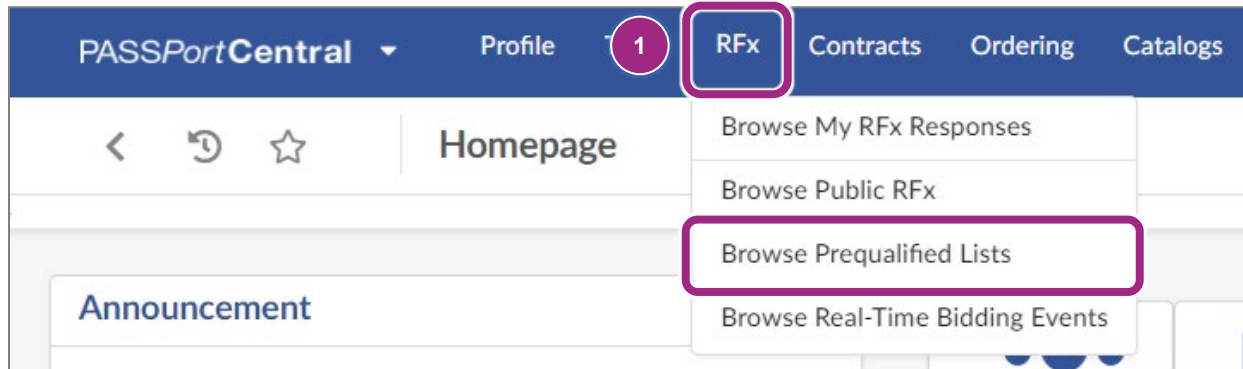 PASSPortCentral Profile 1 RFx Contracts Ordering Catalogs
Browse My RFx Responses
Homepage
Browse Public RFx
Browse Prequalified Lists
Announcement
Browse Real-Time Bidding Events